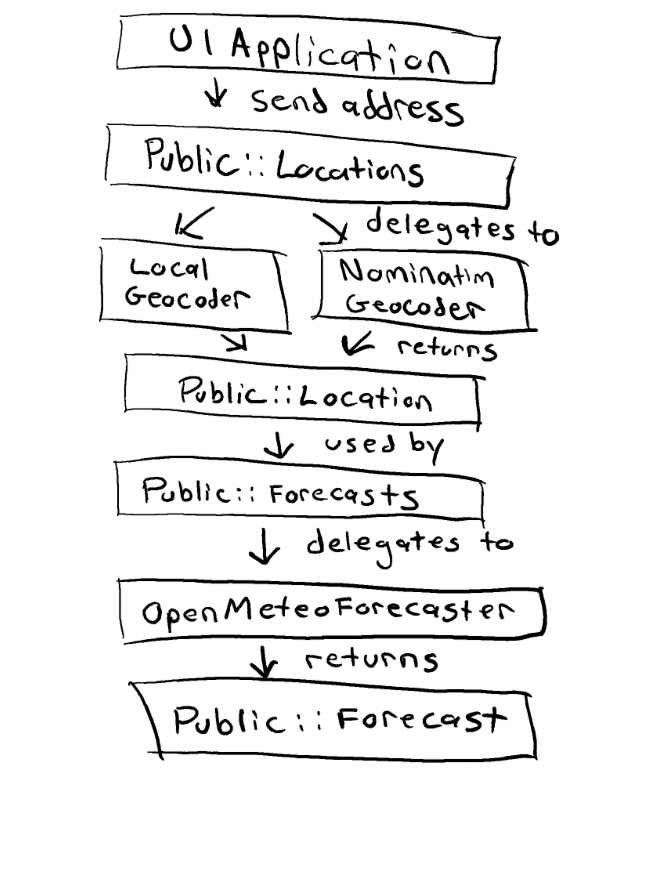 UI Application
send address
Public::Locations
delegates to
Local
Geocoder
Nominatim
Geocoder
returns
Public::Location
used by
Public::Forecasts
delegates to
OpenMeteoForecaster
returns
Public::Forecast